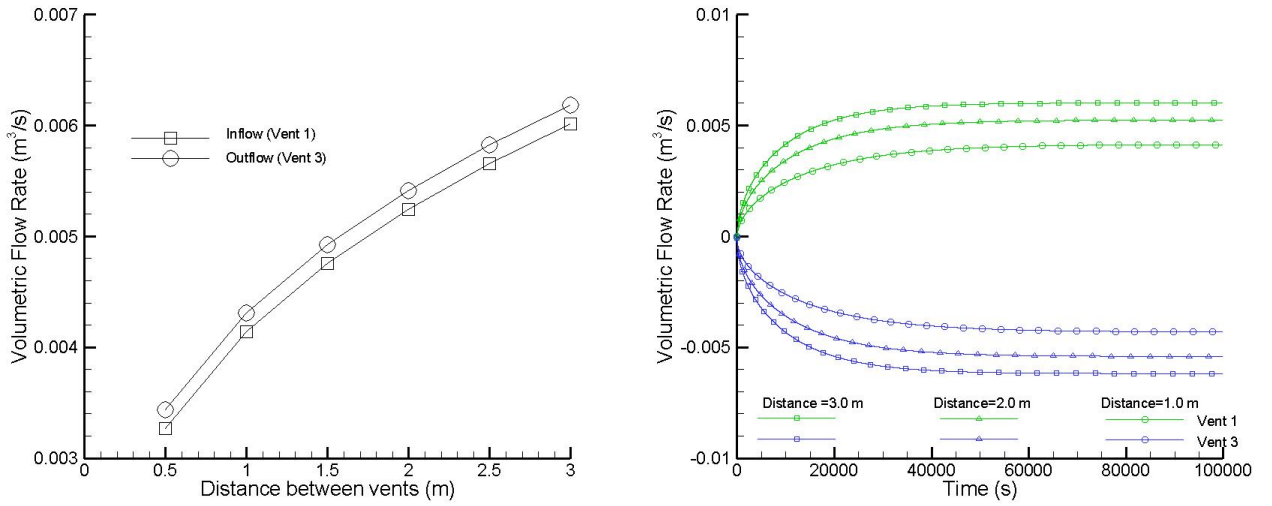 0.007
0.006
0.005
0.004
0.003
0
0.5
1
1.5
2
2.5
3
Volumetric Flow Rate (m³/s)
Distance between vents (m)
Inflow (Vent 1)
Outflow (Vent 3)
0.01
0.005
0
-0.005
-0.01
0
20000
40000
60000
80000
100000
Volumetric Flow Rate (m³/s)
Time (s)
Distance =3.0 m
Distance=2.0 m
Distance=1.0 m
Vent 1
Vent 3